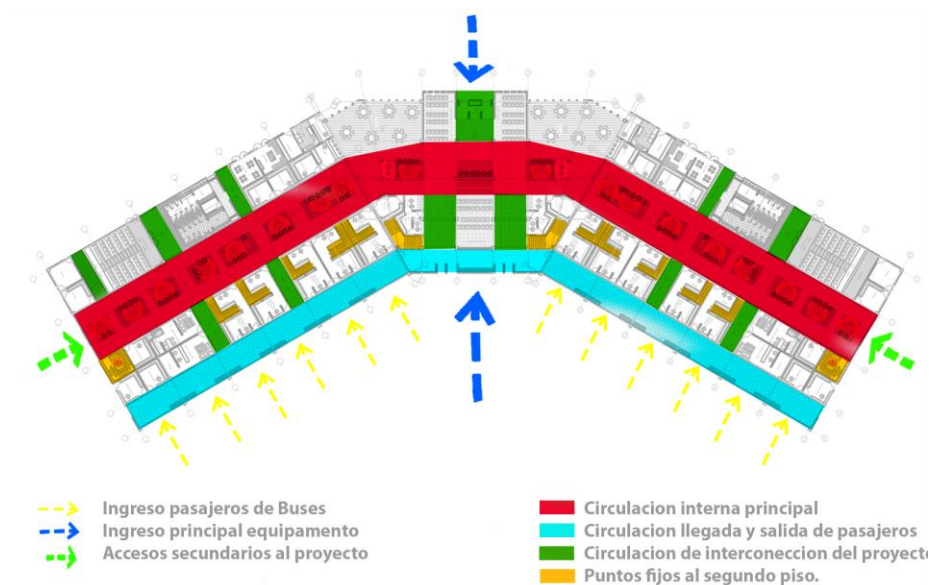 Ingreso pasajeros de Buses
Ingreso principal equipamento
Accesos secundarios al proyecto
Circulacion interna principal
Circulacion llegada y salida de pasajeros
Circulacion de interconeccion del proyecto
Puntos fijos al segundo piso.